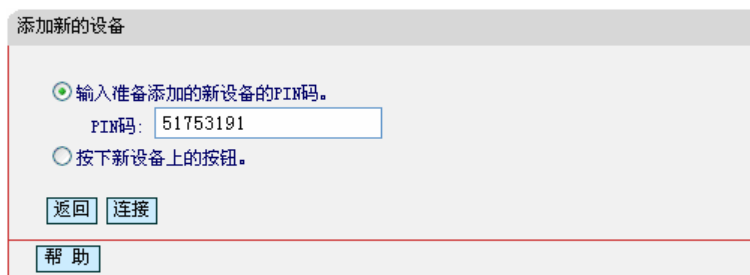 添加新的设备
输入准备添加的新设备的PIN码。
PIN码: 51753191
按下新设备上的按钮。
返回 连接
帮 助